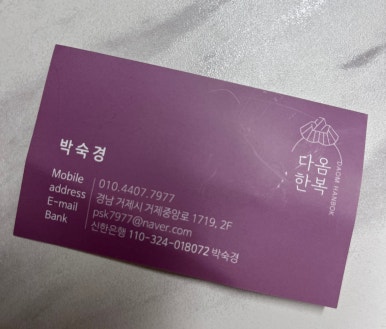 박숙경
Mobile 010.4407.7977
address 경남 거제시 거제중앙로 1719, 2F
E-mail psk7977@naver.com
Bank 신한은행 110-324-018072 박숙경
다옴
한복
DAOM HANBOK